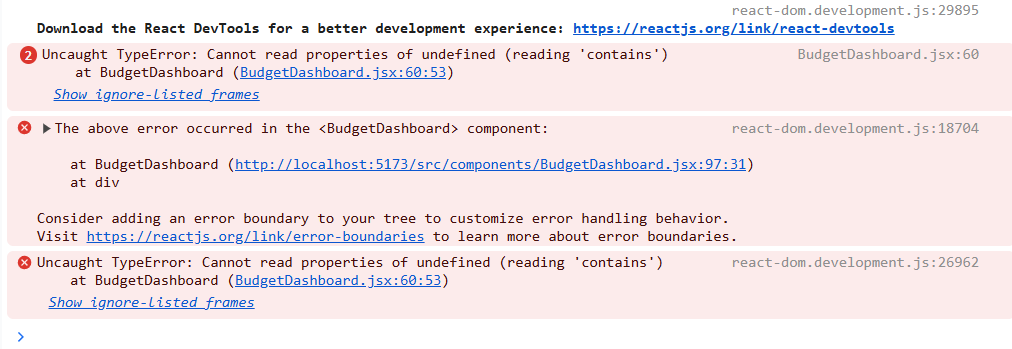 react-dom.development.js:29895
Download the React DevTools for a better development experience: https://reactjs.org/link/react-devtools
2 Uncaught TypeError: Cannot read properties of undefined (reading 'contains') BudgetDashboard.jsx:60
at BudgetDashboard (BudgetDashboard.jsx:60:53)
Show ignore-listed frames
The above error occurred in the <BudgetDashboard> component: react-dom.development.js:18704
at BudgetDashboard (http://localhost:5173/src/components/BudgetDashboard.jsx:97:31)
at div
Consider adding an error boundary to your tree to customize error handling behavior.
Visit https://reactjs.org/link/error-boundaries to learn more about error boundaries.
Uncaught TypeError: Cannot read properties of undefined (reading 'contains') react-dom.development.js:26962
at BudgetDashboard (BudgetDashboard.jsx:60:53)
Show ignore-listed frames